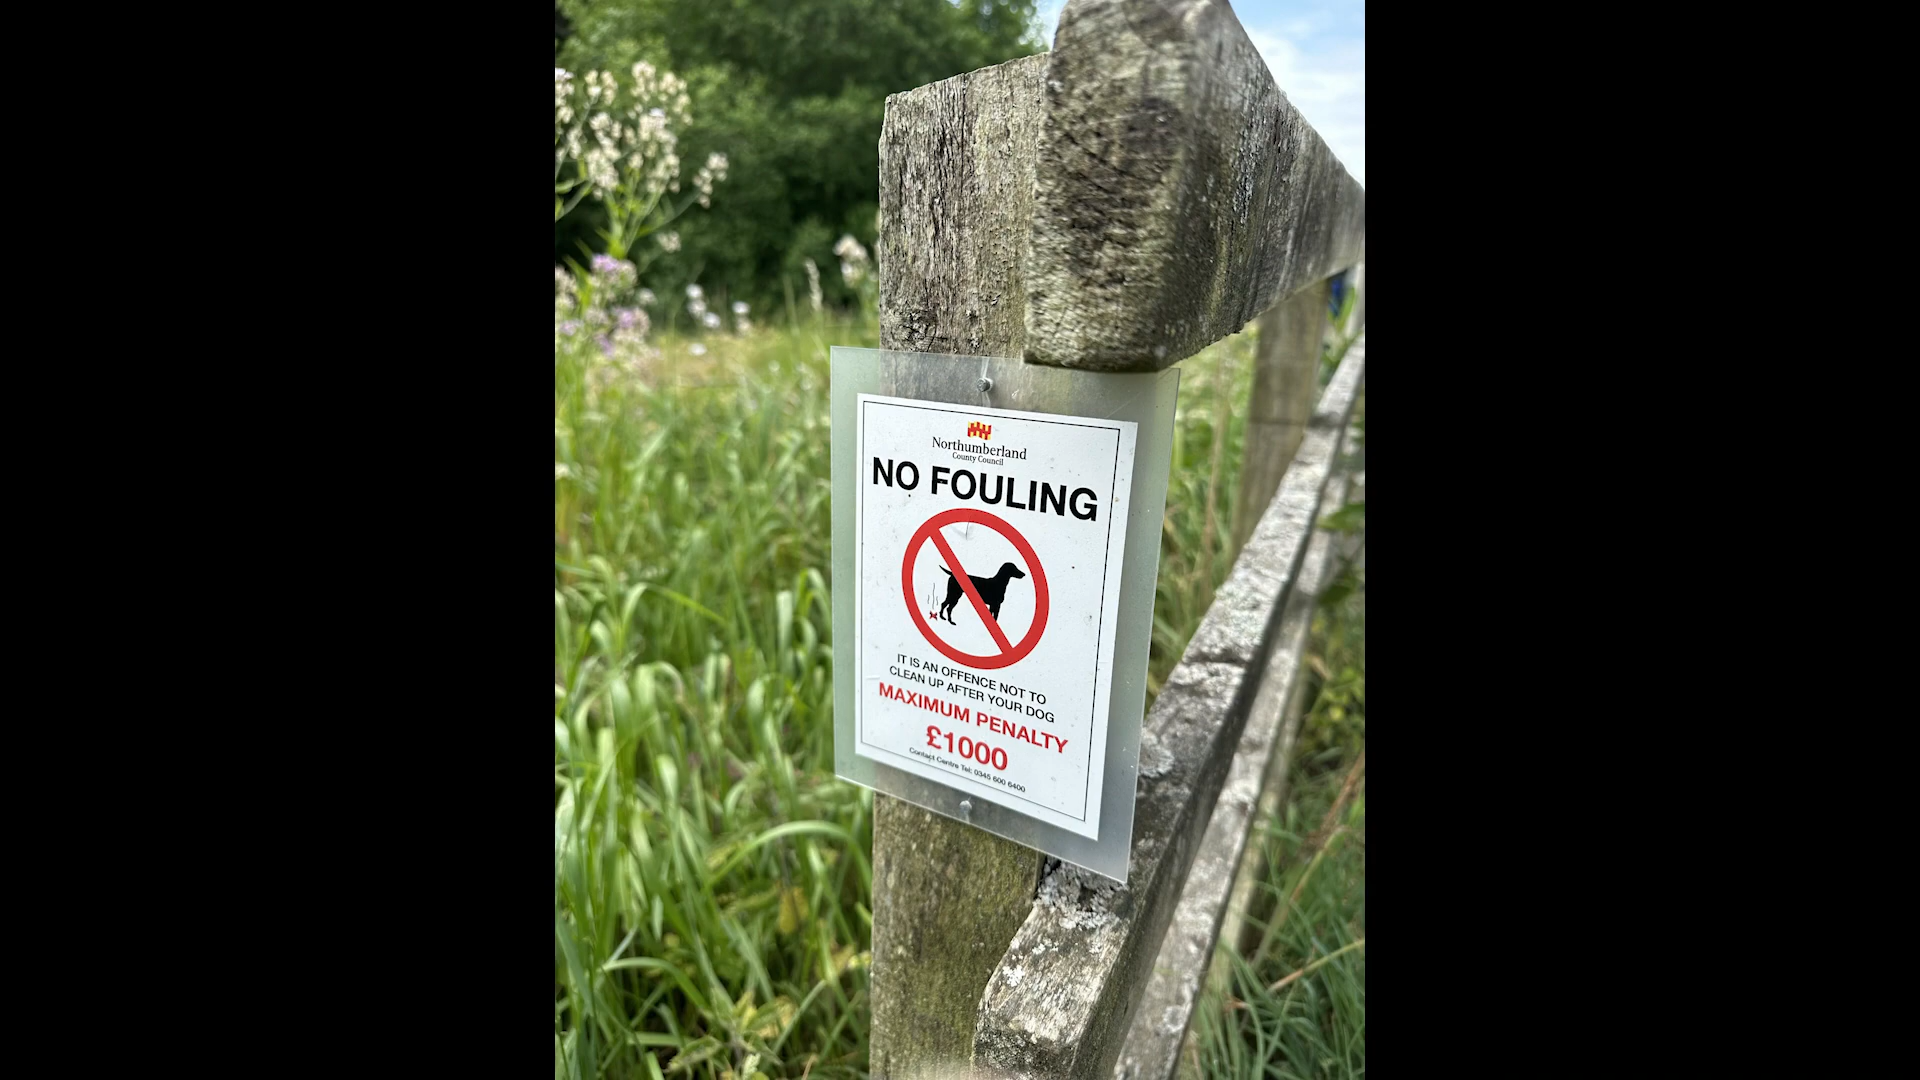 Northumberland
County Council
NO FOULING
IT IS AN OFFENCE NOT TO
CLEAN UP AFTER YOUR DOG
MAXIMUM PENALTY
£1000
Contact Centre Tel: 0345 600 6400